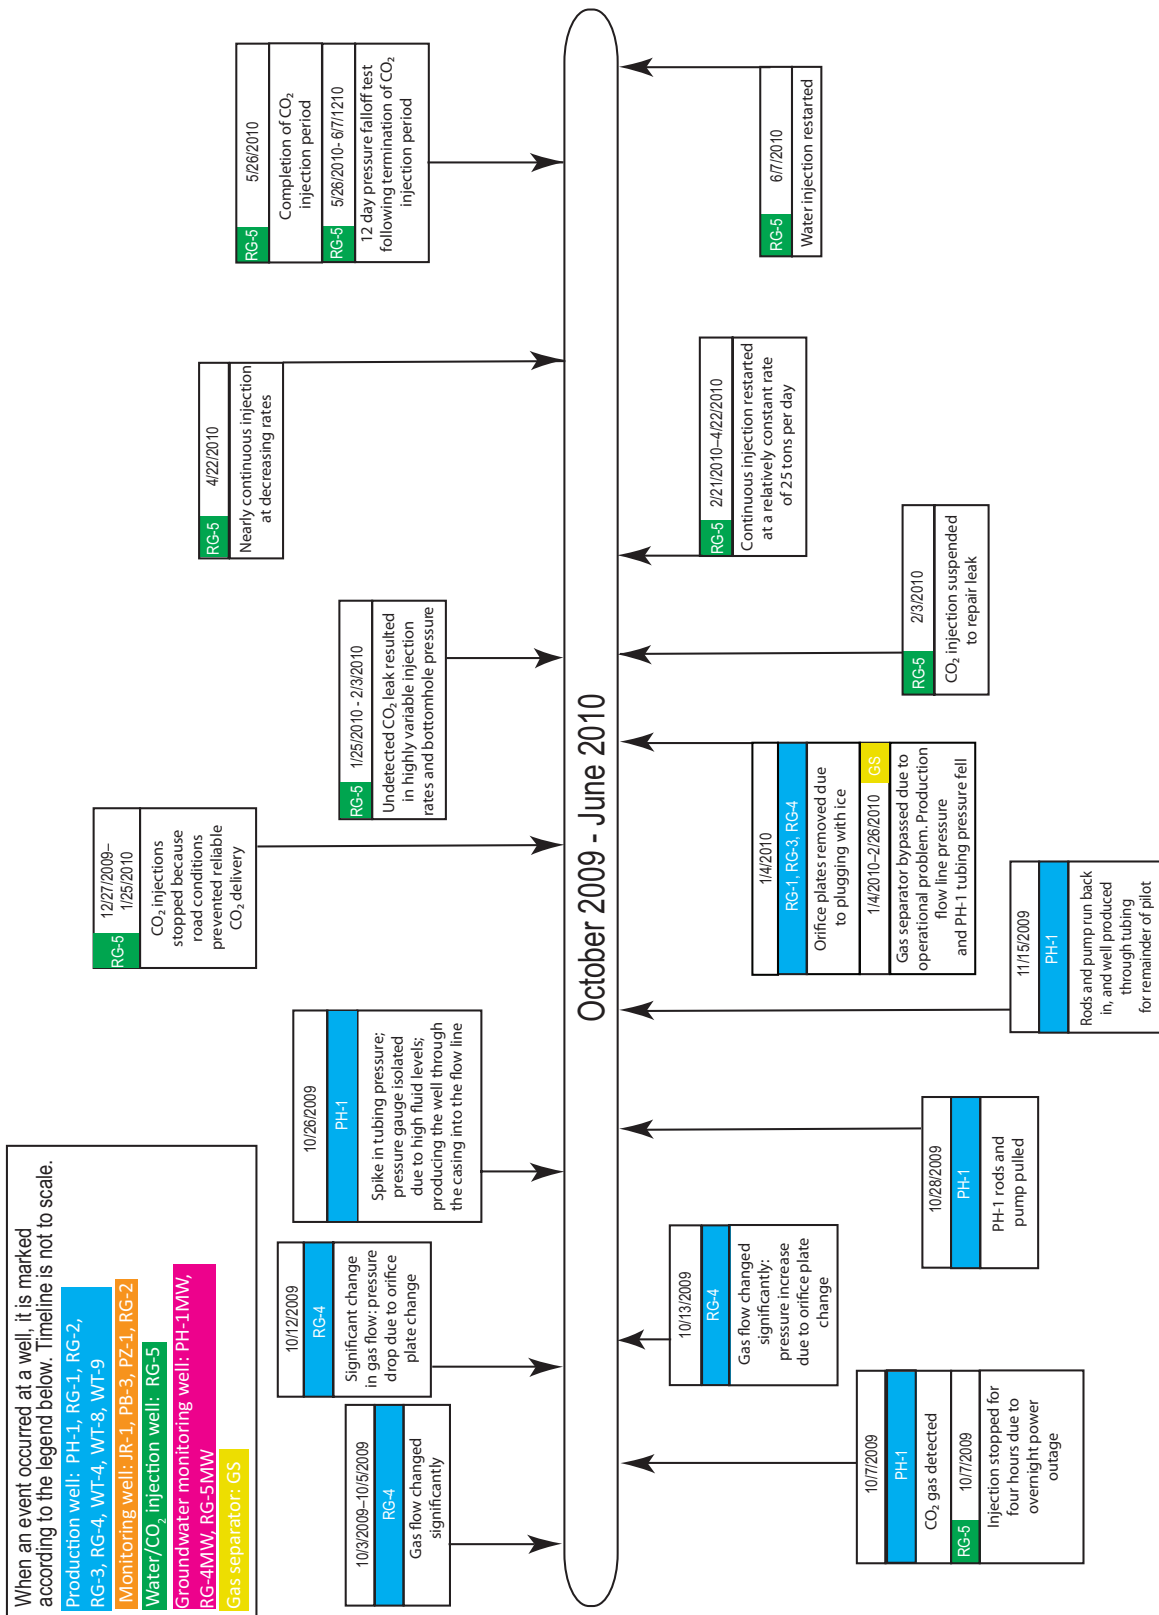 When an event occurred at a well, it is marked
according to the legend below. Timeline is not to scale.
Production well: PH-1, RG-1, RG-2,
RG-3, RG-4, WT-4, WT-8, WT-9
Monitoring well: JR-1, PB-3, PZ-1, RG-2
Water/CO₂ injection well: RG-5
Groundwater monitoring well: PH-1MW,
RG-4MW, RG-5MW
Gas separator: GS
10/3/2009–10/5/2009
RG-4
Gas flow changed
significantly
10/12/2009
RG-4
Significant change
in gas flow: pressure
drop due to orifice
plate change
10/26/2009
PH-1
Spike in tubing pressure;
pressure gauge isolated
due to high fluid levels;
producing the well through
the casing into the flow line
RG-5
12/27/2009–
1/25/2010
CO₂ injections
stopped because
road conditions
prevented reliable
CO₂ delivery
RG-5
1/25/2010 - 2/3/2010
Undetected CO₂ leak resulted
in highly variable injection
rates and bottomhole pressure
RG-5
4/22/2010
Nearly continuous injection
at decreasing rates
RG-5
5/26/2010
Completion of CO₂
injection period
RG-5
5/26/2010- 6/7/1210
12 day pressure falloff test
following termination of CO₂
injection period
October 2009 - June 2010
10/7/2009
PH-1
CO₂ gas detected
RG-5
10/7/2009
Injection stopped for
four hours due to
overnight power
outage
10/13/2009
RG-4
Gas flow changed
significantly:
pressure increase
due to orifice plate
change
10/28/2009
PH-1
PH-1 rods and
pump pulled
11/15/2009
PH-1
Rods and pump run back
in, and well produced
through tubing
for remainder of pilot
1/4/2010
RG-1, RG-3, RG-4
Orifice plates removed due
to plugging with ice
1/4/2010–2/26/2010
GS
Gas separator bypassed due to
operational problem. Production
flow line pressure
and PH-1 tubing pressure fell
RG-5
2/3/2010
CO₂ injection suspended
to repair leak
RG-5
2/21/2010–4/22/2010
Continuous injection restarted
at a relatively constant rate
of 25 tons per day
RG-5
6/7/2010
Water injection restarted